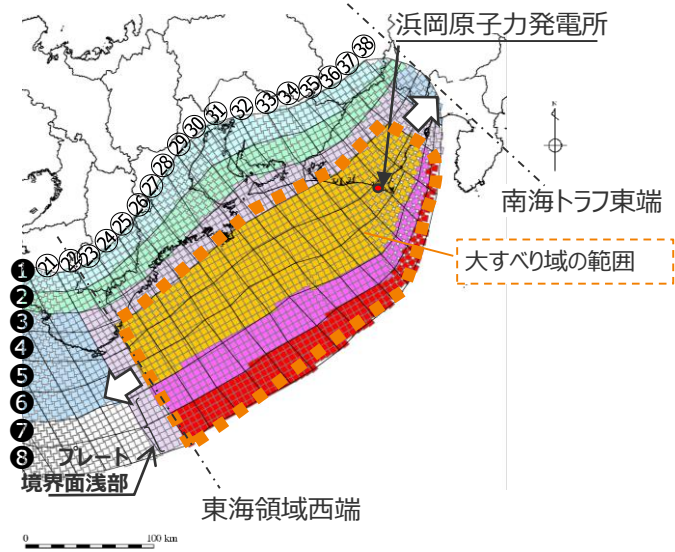 浜岡原子力発電所
㉑ ㉒ ㉓ ㉔ ㉕ ㉖ ㉗ ㉘ ㉙ ㉚ ㉛ ㉜ ㉝ ㉞ ㉟ ㊱ ㊲ ㊳
南海トラフ東端
大すべり域の範囲
❶
❷
❸
❹
❺
❻
❼
❽
プレート
境界面浅部
東海領域西端
0 100 km